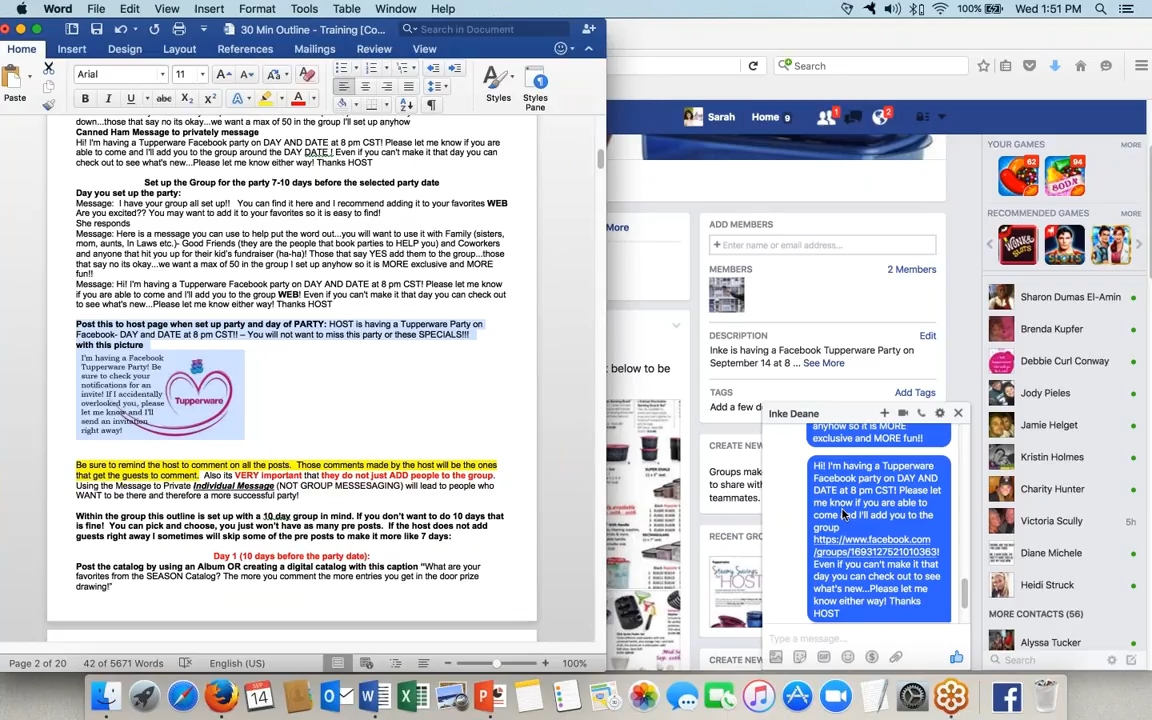 Word File Edit View Insert Format Tools Table Window Help
100% Wed 1:51 PM
30 Min Outline - Training [Co...
Search in Document
Home Insert Design Layout References Mailings Review View
Paste
Arial 11
Styles
Styles Pane
down...those that say no its okay...we want a max of 50 in the group I'll set up anyhow
Canned Ham Message to privately message
Hi! I'm having a Tupperware Facebook party on DAY AND DATE at 8 pm CST! Please let me know if you are
able to come and I'll add you to the group around the DAY DATE ! Even if you can't make it that day you can
check out to see what's new...Please let me know either way! Thanks HOST
Set up the Group for the party 7-10 days before the selected party date
Day you set up the party:
Message: I have your group all set up!! You can find it here and I recommend adding it to your favorites WEB
Are you excited?? You may want to add it to your favorites so it is easy to find!
She responds
Message: Here is a message you can use to help put the word out...you will want to use it with Family (sisters,
mom, aunts, In Laws etc.)- Good Friends (they are the people that book parties to HELP you) and Coworkers
and anyone that hit you up for their kid's fundraiser (ha-ha)! Those that say YES add them to the group...those
that say no its okay...we want a max of 50 in the group I set up anyhow so it is MORE exclusive and MORE
fun!!
Message: Hi! I'm having a Tupperware Facebook party on DAY AND DATE at 8 pm CST! Please let me know
if you are able to come and I'll add you to the group WEB! Even if you can't make it that day you can check out
to see what's new...Please let me know either way! Thanks HOST
Post this to host page when set up party and day of PARTY: HOST is having a Tupperware Party on
Facebook- DAY and DATE at 8 pm CST!! – You will not want to miss this party or these SPECIALS!!!
with this picture
I'm having a Facebook
Tupperware Party! Be
sure to check your
notifications for an
invite! If I accidentally
overlooked you, please
let me know and I'll
send an invitation
right away!
Tupperware
Be sure to remind the host to comment on all the posts. Those comments made by the host will be the ones
that get the guests to comment. Also its VERY important that they do not just ADD people to the group.
Using the Message to Private Individual Message (NOT GROUP MESSESAGING) will lead to people who
WANT to be there and therefore a more successful party!
Within the group this outline is set up with a 10 day group in mind. If you don't want to do 10 days that
is fine! You can pick and choose, you just won't have as many pre posts. If the host does not add
guests right away I sometimes will skip some of the pre posts to make it more like 7 days:
Day 1 (10 days before the party date):
Post the catalog by using an Album OR creating a digital catalog with this caption "What are your
favorites from the SEASON Catalog? The more you comment the more entries you get in the door prize
drawing!"
Page 2 of 20 42 of 5671 Words English (US) 100%
Search
Sarah Home 9
1
2
More
low to be
ADD MEMBERS
Enter name or email address...
MEMBERS 2 Members
DESCRIPTION Edit
Inke is having a Facebook Tupperware Party on
September 14 at 8 ... See More
TAGS Add Tags
Add a few d
CREATE NEW
Groups make
to share with
teammates.
RECENT GRO
CREATE NEW
Inke Deane
anyhow so it is MORE
exclusive and MORE fun!!
Hi! I'm having a Tupperware
Facebook party on DAY AND
DATE at 8 pm CST! Please let
me know if you are able to
come and I'll add you to the
group
https://www.facebook.com
/groups/1693127521010363!
Even if you can't make it that
day you can check out to see
what's new...Please let me
know either way! Thanks
HOST
Type a message...
YOUR GAMES MORE
62
94
SODA
RECOMMENDED GAMES MORE
WONKA
SLOTS
Sharon Dumas El-Amin
Brenda Kupfer
Debbie Curl Conway
Jody Peles
Jamie Helget
Kristin Holmes
Charity Hunter
Victoria Scully 5h
Diane Michele
Heidi Struck
MORE CONTACTS (56)
Alyssa Tucker
Search
SEP
14